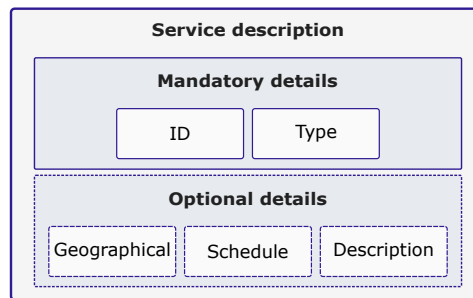 Service description
Mandatory details
ID Type
Optional details
Geographical Schedule Description